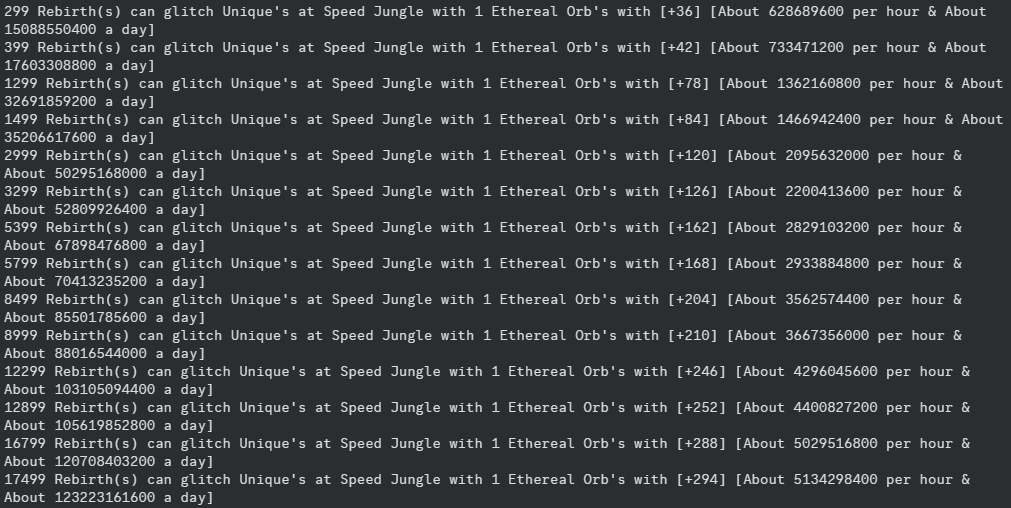 299 Rebirth(s) can glitch Unique's at Speed Jungle with 1 Ethereal Orb's with [+36] [About 628689600 per hour & About
15088550400 a day]
399 Rebirth(s) can glitch Unique's at Speed Jungle with 1 Ethereal Orb's with [+42] [About 733471200 per hour & About
17603308800 a day]
1299 Rebirth(s) can glitch Unique's at Speed Jungle with 1 Ethereal Orb's with [+78] [About 1362160800 per hour & About
32691859200 a day]
1499 Rebirth(s) can glitch Unique's at Speed Jungle with 1 Ethereal Orb's with [+84] [About 1466942400 per hour & About
35206617600 a day]
2999 Rebirth(s) can glitch Unique's at Speed Jungle with 1 Ethereal Orb's with [+120] [About 2095632000 per hour &
About 50295168000 a day]
3299 Rebirth(s) can glitch Unique's at Speed Jungle with 1 Ethereal Orb's with [+126] [About 2200413600 per hour &
About 52809926400 a day]
5399 Rebirth(s) can glitch Unique's at Speed Jungle with 1 Ethereal Orb's with [+162] [About 2829103200 per hour &
About 67898476800 a day]
5799 Rebirth(s) can glitch Unique's at Speed Jungle with 1 Ethereal Orb's with [+168] [About 2933884800 per hour &
About 70413235200 a day]
8499 Rebirth(s) can glitch Unique's at Speed Jungle with 1 Ethereal Orb's with [+204] [About 3562574400 per hour &
About 85501785600 a day]
8999 Rebirth(s) can glitch Unique's at Speed Jungle with 1 Ethereal Orb's with [+210] [About 3667356000 per hour &
About 88016544000 a day]
12299 Rebirth(s) can glitch Unique's at Speed Jungle with 1 Ethereal Orb's with [+246] [About 4296045600 per hour &
About 103105094400 a day]
12899 Rebirth(s) can glitch Unique's at Speed Jungle with 1 Ethereal Orb's with [+252] [About 4400827200 per hour &
About 105619852800 a day]
16799 Rebirth(s) can glitch Unique's at Speed Jungle with 1 Ethereal Orb's with [+288] [About 5029516800 per hour &
About 120708403200 a day]
17499 Rebirth(s) can glitch Unique's at Speed Jungle with 1 Ethereal Orb's with [+294] [About 5134298400 per hour &
About 123223161600 a day]